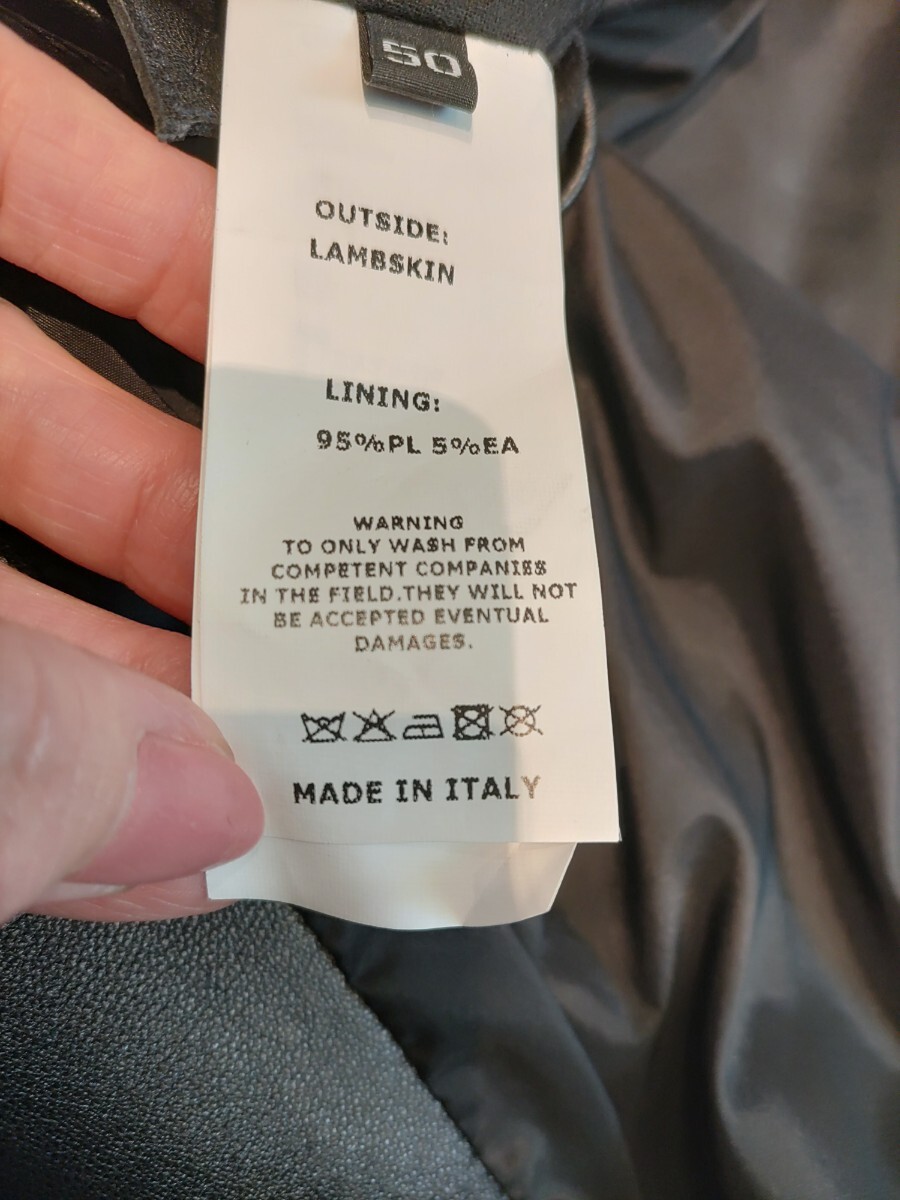 50
OUTSIDE:
LAMBSKIN
LINING:
95%PL 5%EA
WARNING
TO ONLY WASH FROM
COMPETENT COMPANIES
IN THE FIELD.THEY WILL NOT
BE ACCEPTED EVENTUAL
DAMAGES.
MADE IN ITALY